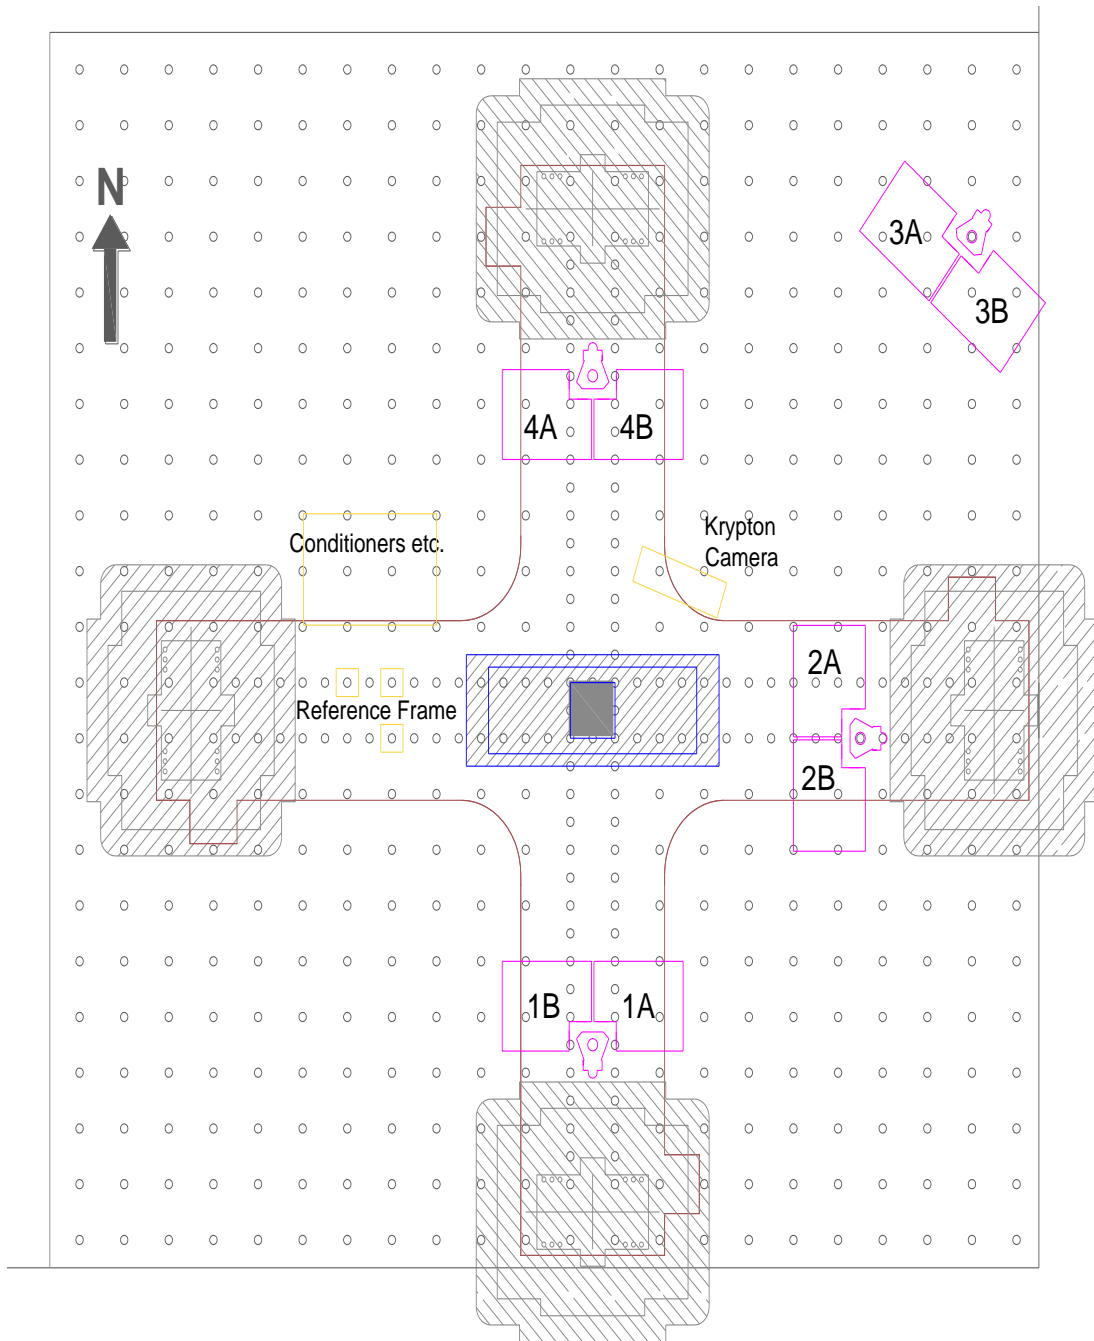 N
3A
3B
4A
4B
Krypton
Camera
Conditioners etc.
2A
Reference Frame
2B
1B
1A